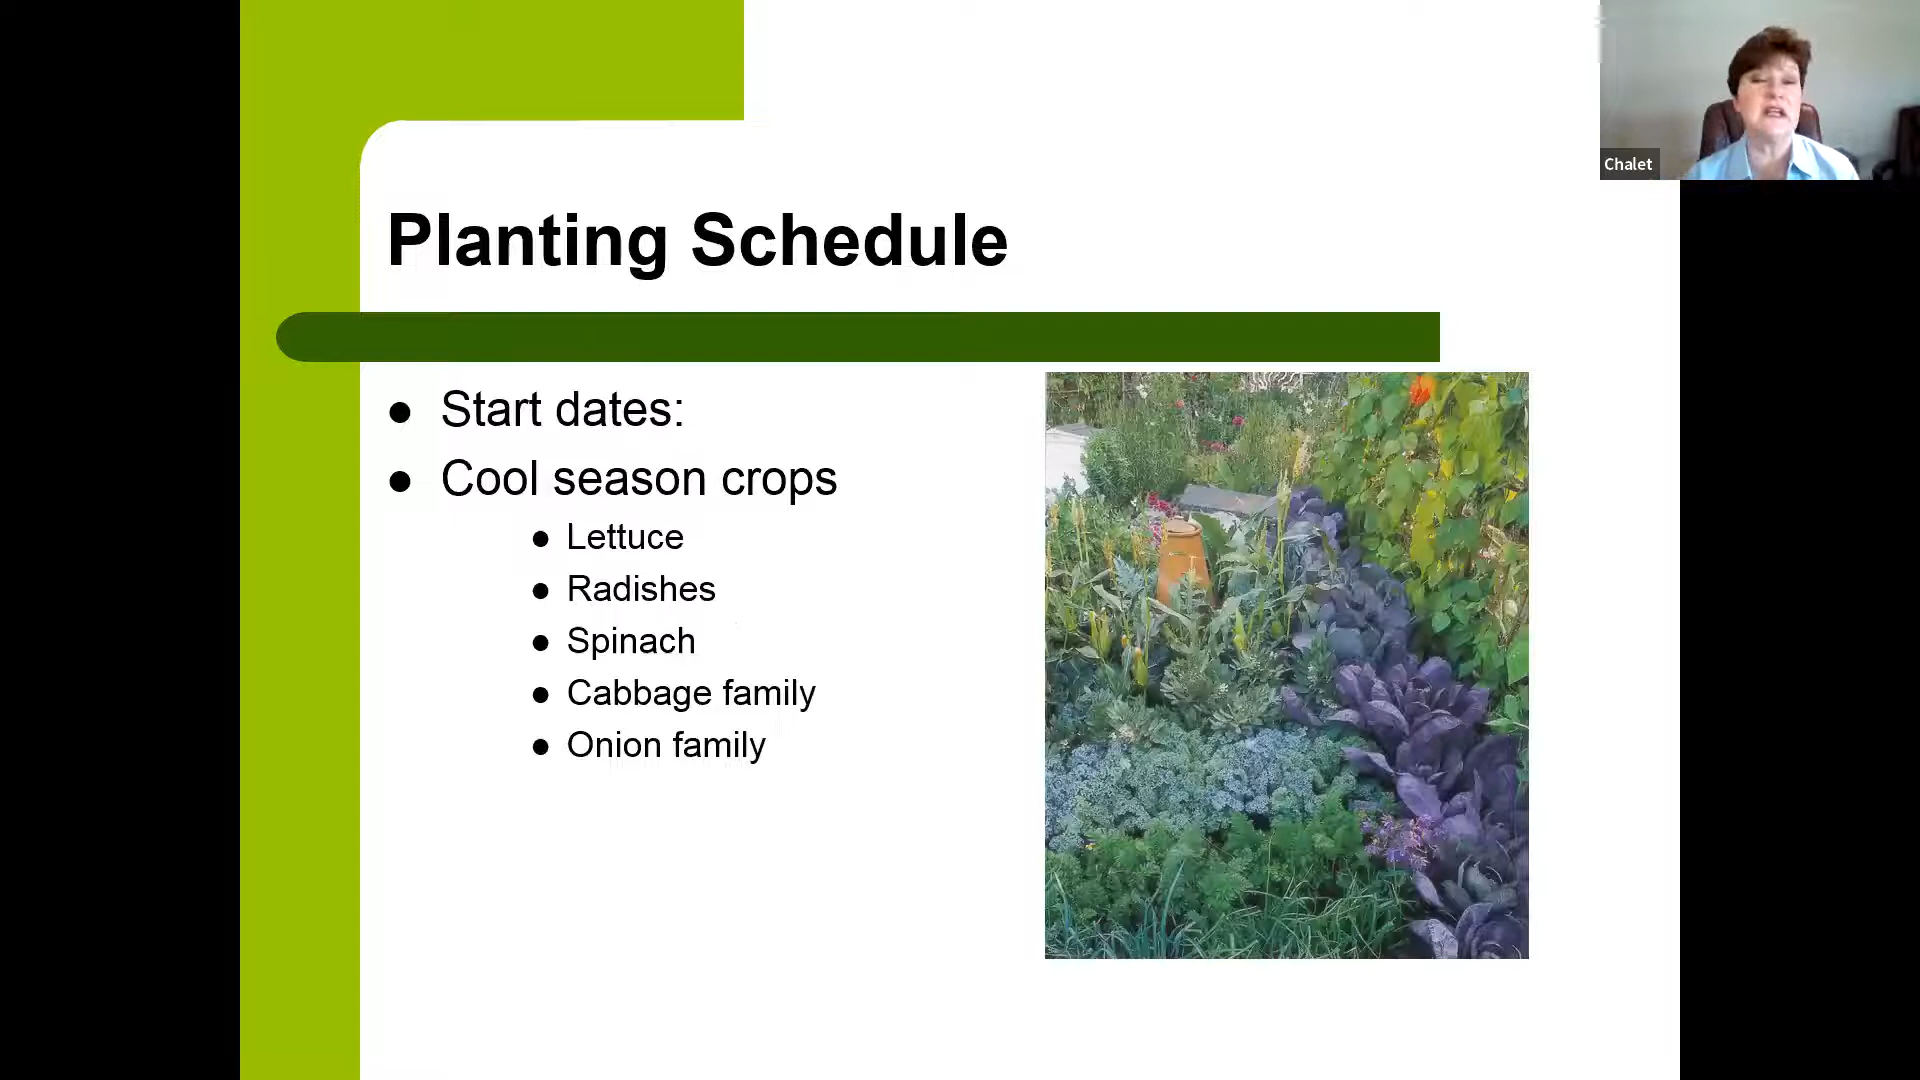 Chalet
Planting Schedule
Start dates:
Cool season crops
Lettuce
Radishes
Spinach
Cabbage family
Onion family